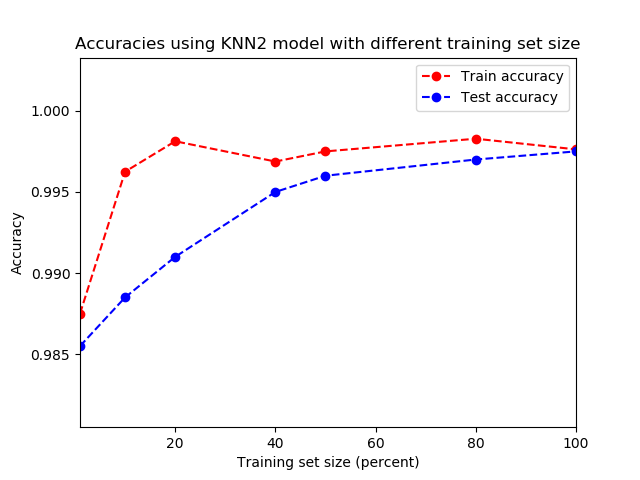 Accuracies using KNN2 model with different training set size
Train accuracy
Test accuracy
1.000
0.995
0.990
0.985
Accuracy
20
40
60
80
100
Training set size (percent)